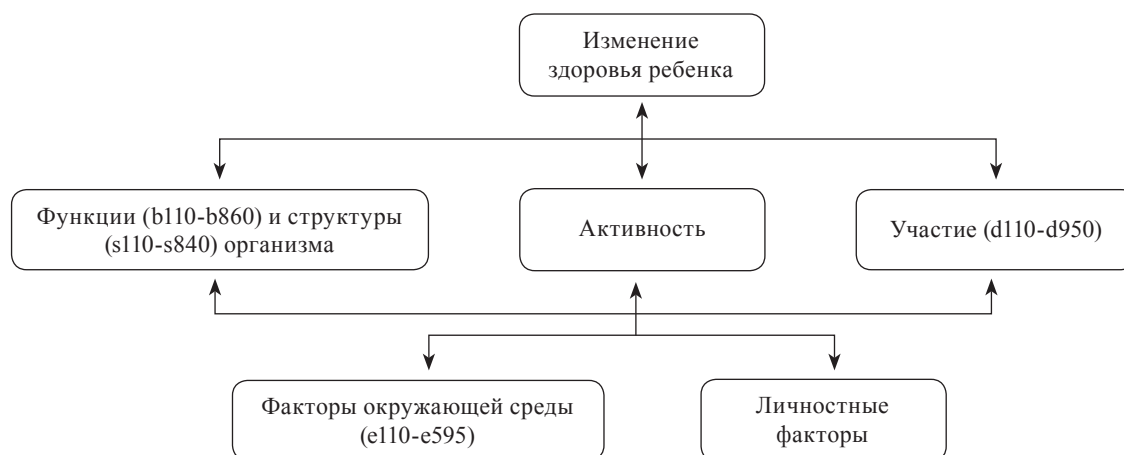 Изменение
здоровья ребенка
Функции (b110-b860) и структуры
(s110-s840) организма
Активность
Участие (d110-d950)
Факторы окружающей среды
(e110-e595)
Личностные
факторы